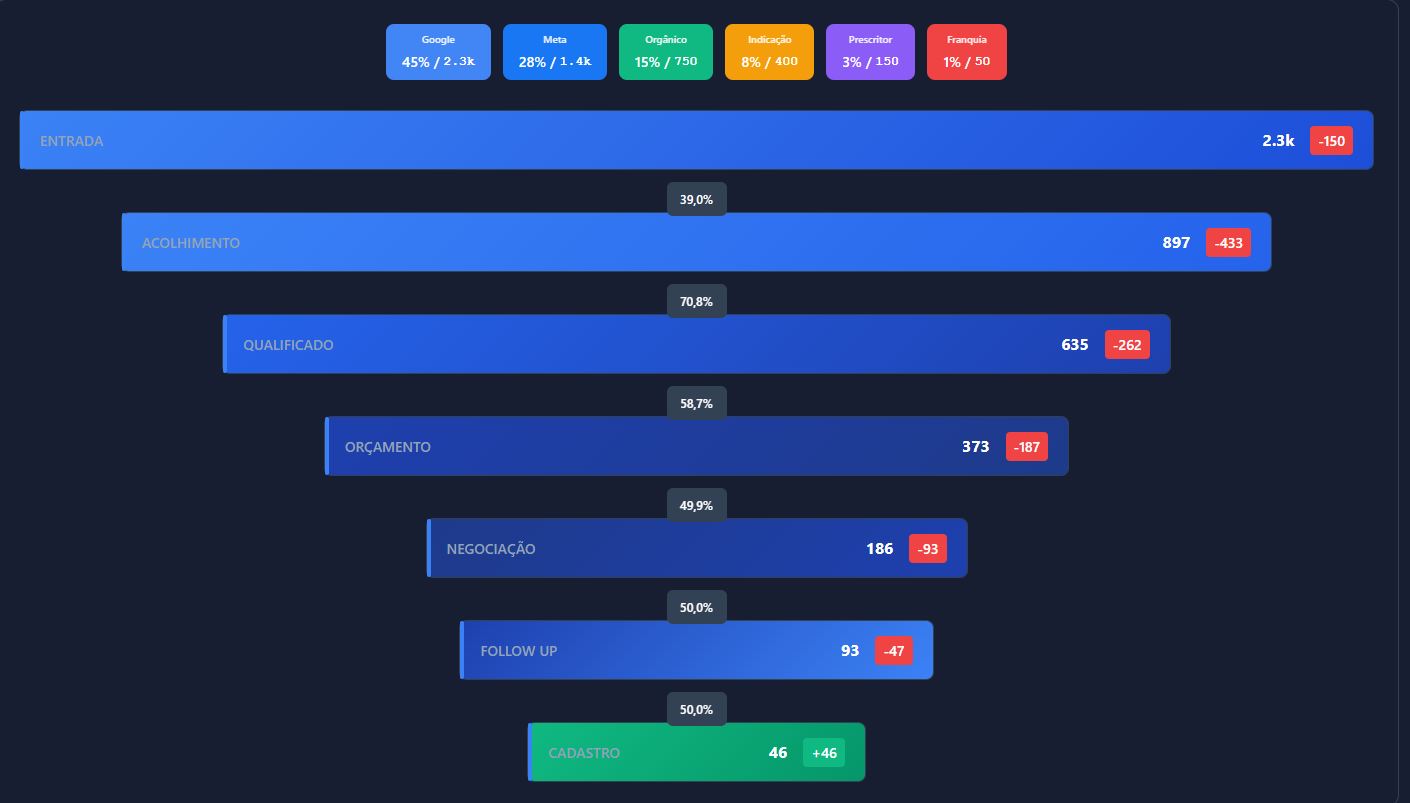 Google
45% / 2.3k
Meta
28% / 1.4k
Orgânico
15% / 750
Indicação
8% / 400
Prescritor
3% / 150
Franquia
1% / 50
ENTRADA
2.3k
-150
39,0%
ACOLHIMENTO
897
-433
70,8%
QUALIFICADO
635
-262
58,7%
ORÇAMENTO
373
-187
49,9%
NEGOCIAÇÃO
186
-93
50,0%
FOLLOW UP
93
-47
50,0%
CADASTRO
46
+46